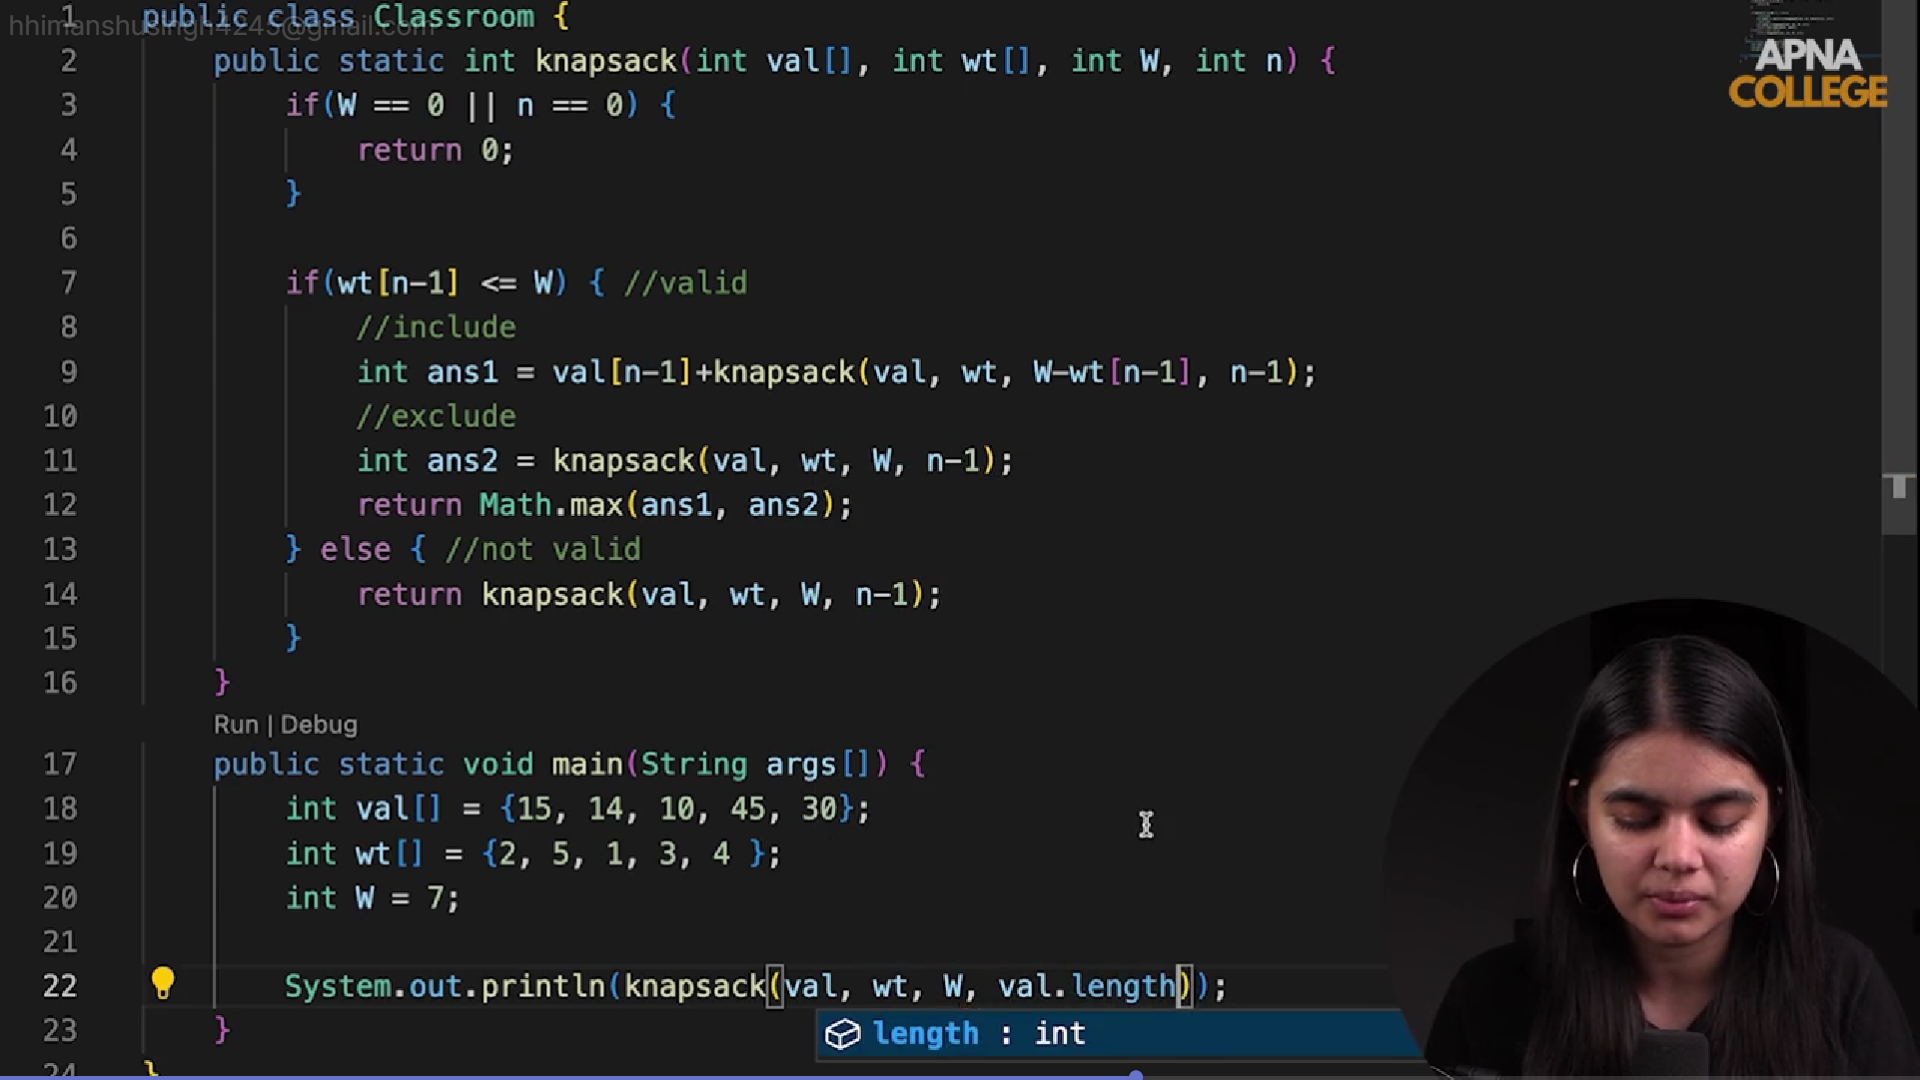 hhimanshusingh4245@gmail.com
APNA
COLLEGE
1 public class Classroom {
2 public static int knapsack(int val[], int wt[], int W, int n) {
3 if(W == 0 || n == 0) {
4 return 0;
5 }
6
7 if(wt[n-1] <= W) { //valid
8 //include
9 int ans1 = val[n-1]+knapsack(val, wt, W-wt[n-1], n-1);
10 //exclude
11 int ans2 = knapsack(val, wt, W, n-1);
12 return Math.max(ans1, ans2);
13 } else { //not valid
14 return knapsack(val, wt, W, n-1);
15 }
16 }
Run | Debug
17 public static void main(String args[]) {
18 int val[] = {15, 14, 10, 45, 30};
19 int wt[] = {2, 5, 1, 3, 4 };
20 int W = 7;
21
22 System.out.println(knapsack(val, wt, W, val.length));
23 }
length : int
24 }